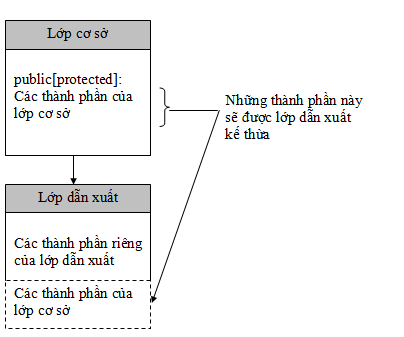 Lớp cơ sở
public[protected]:
Các thành phần của
lớp cơ sở
Những thành phần này
sẽ được lớp dẫn xuất
kế thừa
Lớp dẫn xuất
Các thành phần riêng
của lớp dẫn xuất
Các thành phần của
lớp cơ sở